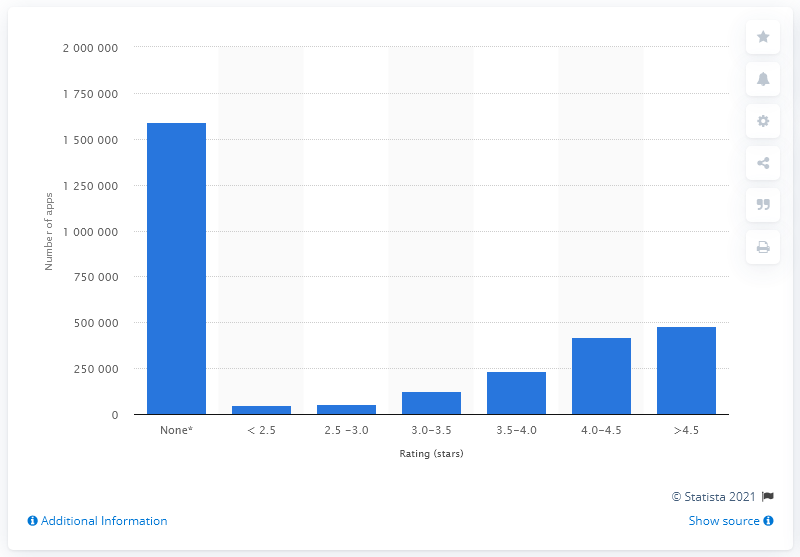 2 000 000
1 750 000
1 500 000
1 250 000
1 000 000
750 000
500 000
250 000
0
Number of apps
None* < 2.5 2.5 -3.0 3.0-3.5 3.5-4.0 4.0-4.5 >4.5
Rating (stars)
© Statista 2021
Additional Information Show source